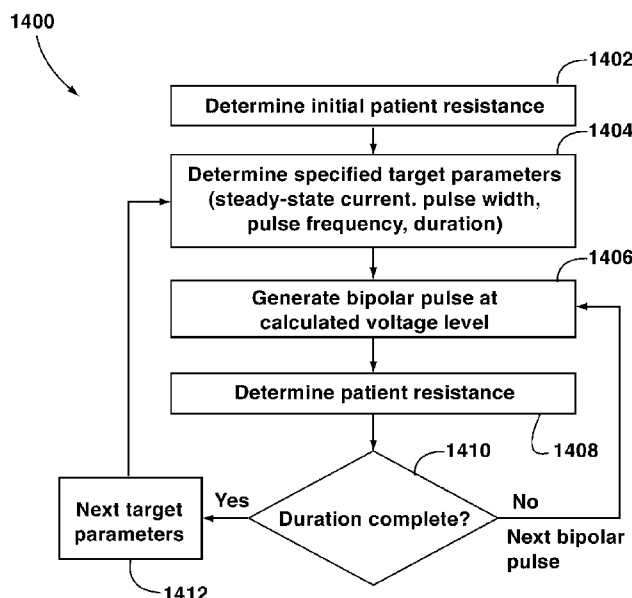 1400
1402
Determine initial patient resistance
1404
Determine specified target parameters
(steady-state current. pulse width,
pulse frequency, duration)
1406
Generate bipolar pulse at
calculated voltage level
Determine patient resistance
1408
1410
Duration complete?
Yes
No
Next bipolar
pulse
Next target
parameters
1412